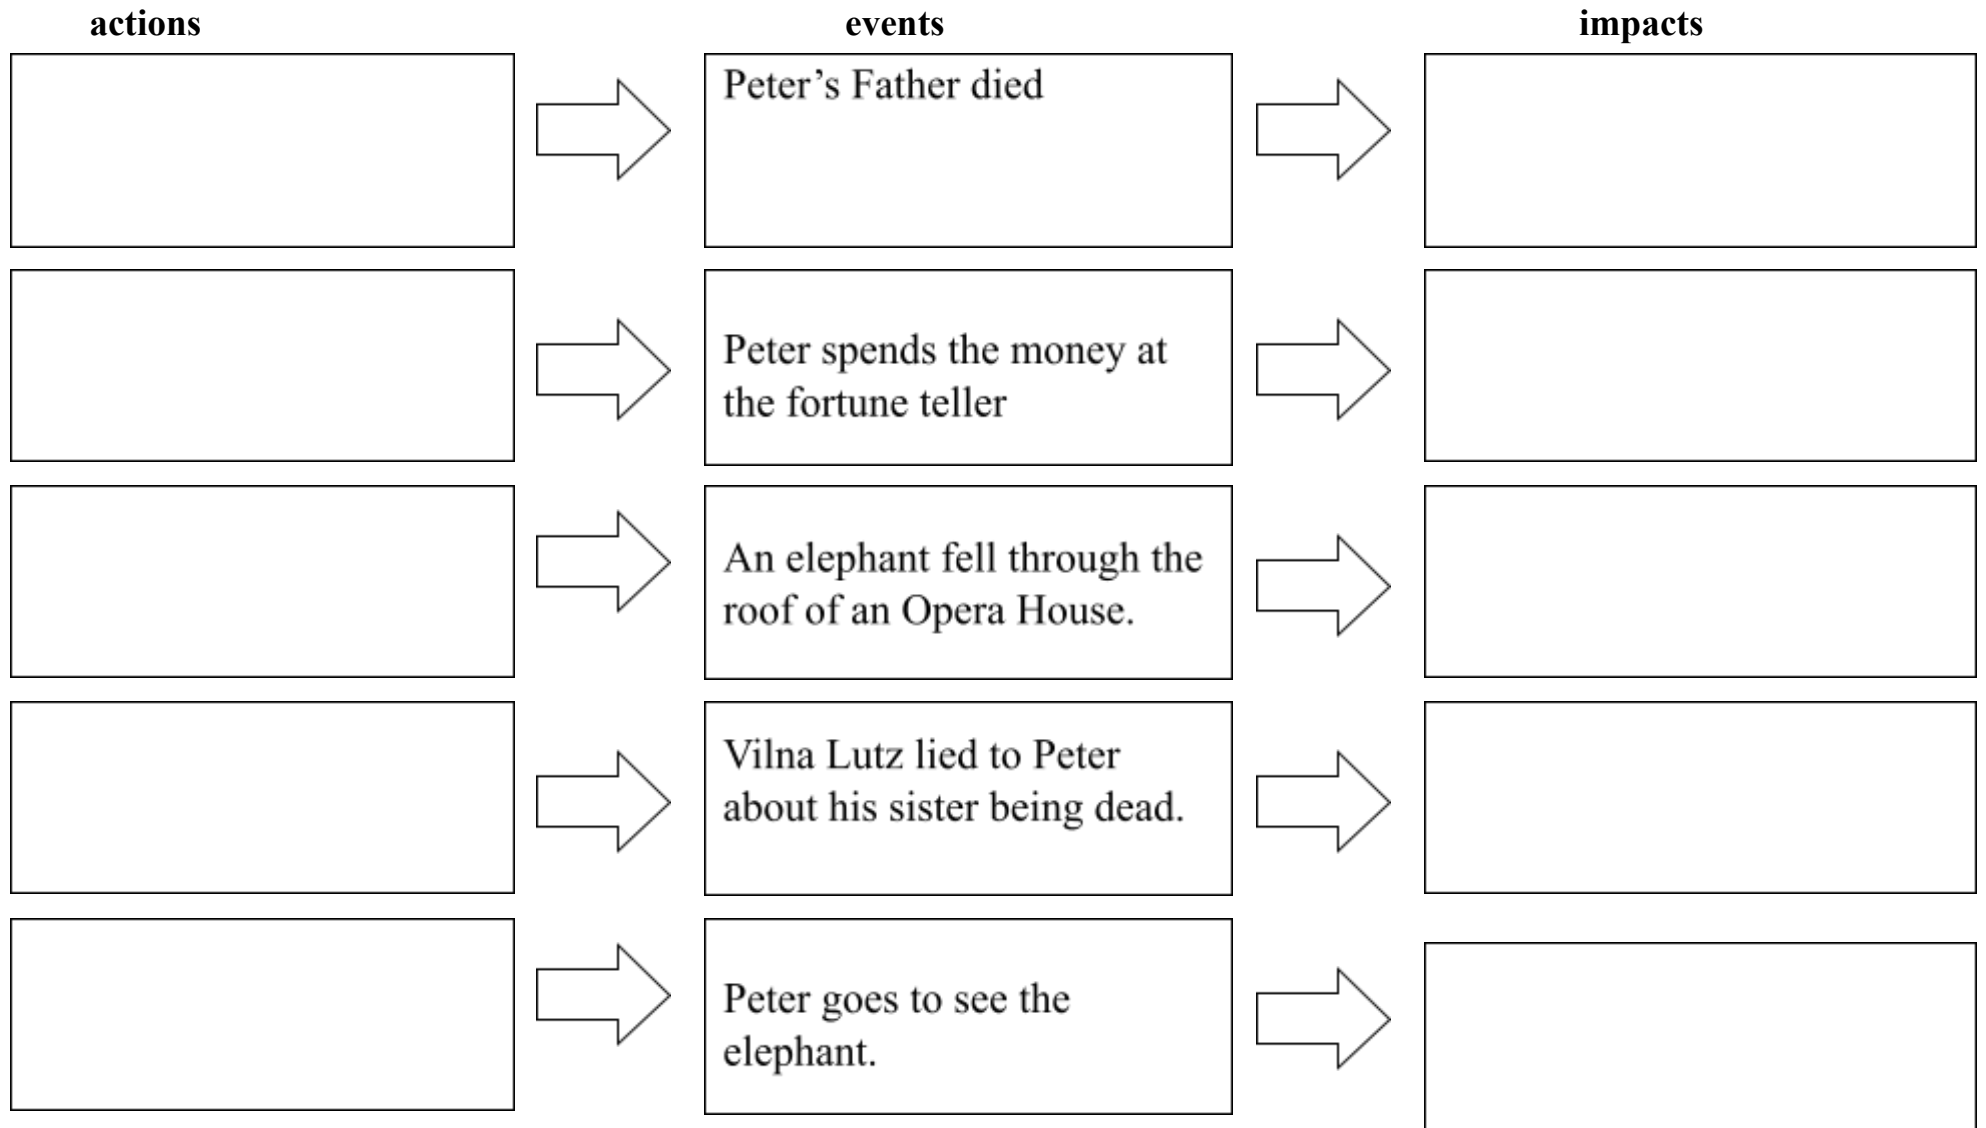 actions events impacts
Peter’s Father died
Peter spends the money at
the fortune teller
An elephant fell through the
roof of an Opera House.
Vilna Lutz lied to Peter
about his sister being dead.
Peter goes to see the
elephant.